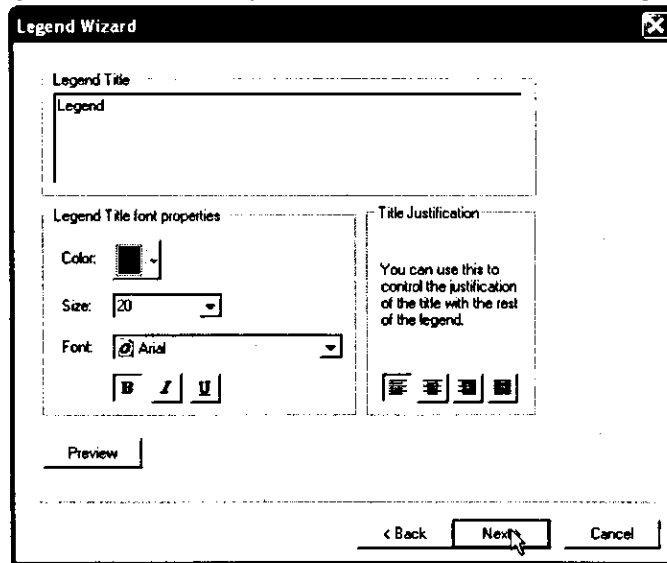 Legend Wizard
Legend Title
Legend
Legend Title font properties
Color:
Size: 20
Font: Arial
B I U
Title Justification
You can use this to
control the justification
of the title with the rest
of the legend.
Preview
< Back Next > Cancel